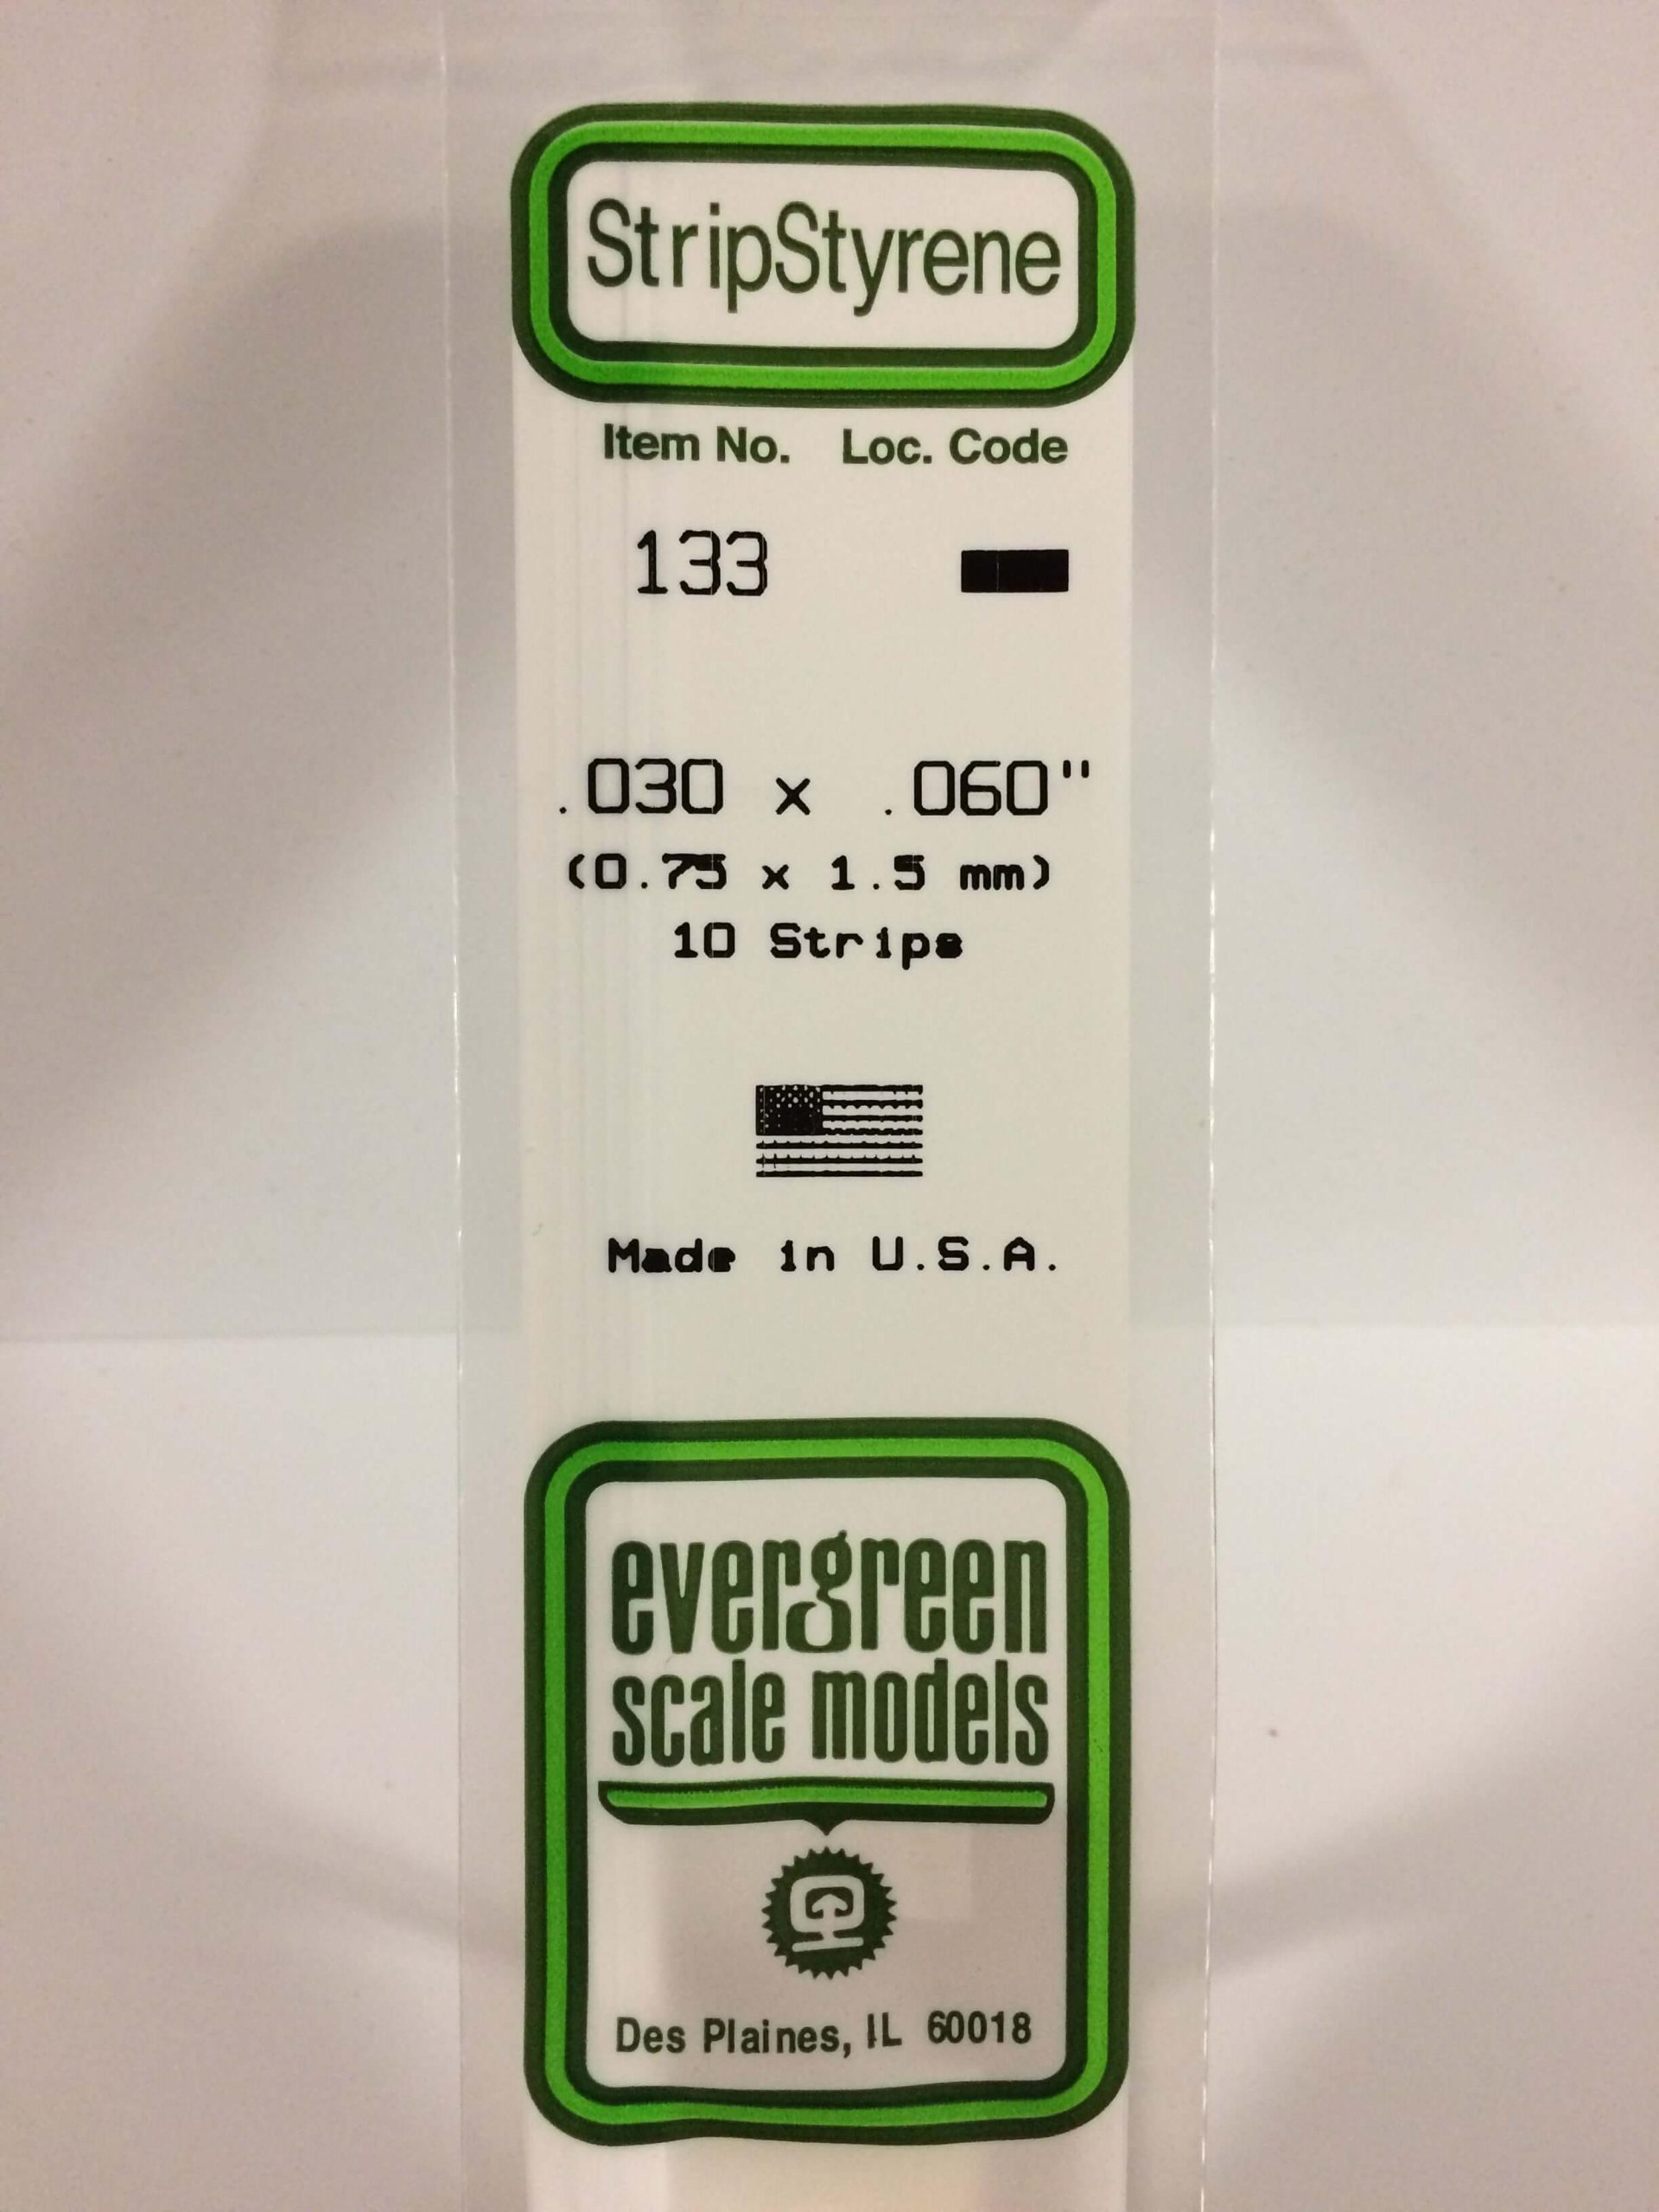 StripStyrene
Item No. Loc. Code
133
.030 x .060"
(0.75 x 1.5 mm)
10 Strips
Made in U.S.A.
evergreen
scale models
Des Plaines, IL 60018